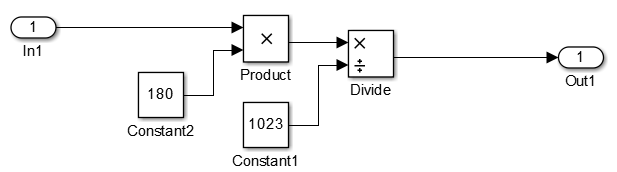 1
In1
×
Product
×
÷
Divide
1
Out1
180
Constant2
1023
Constant1